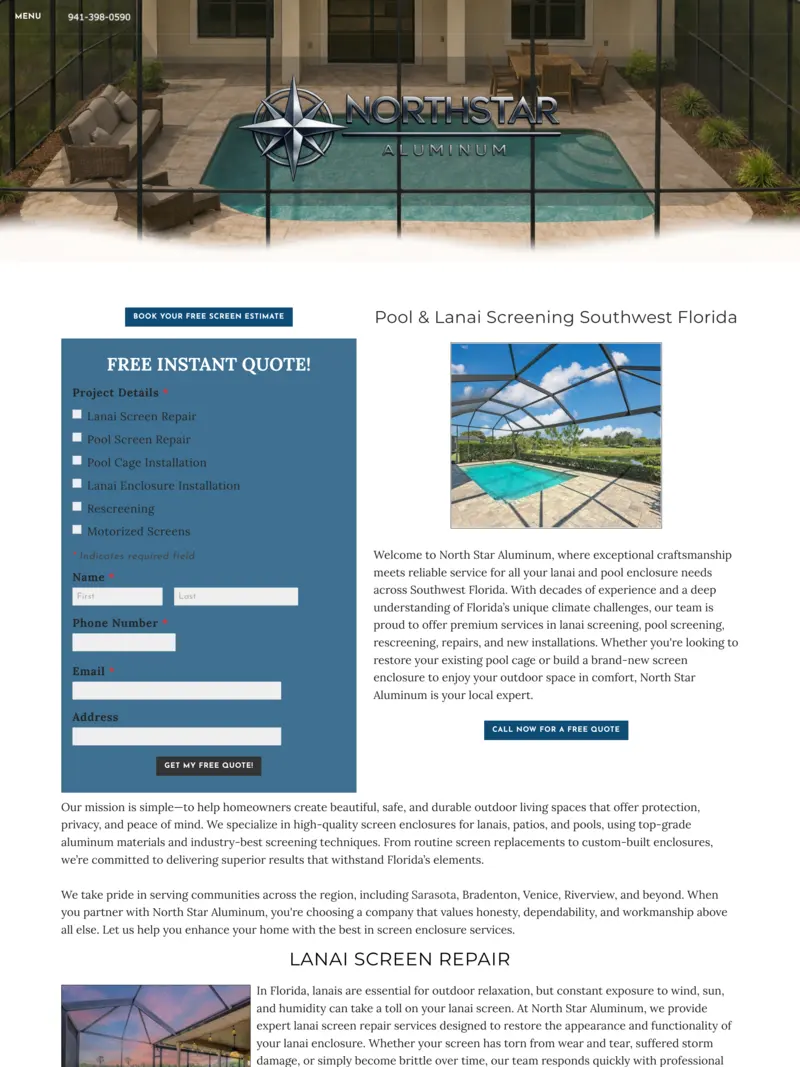 MENU
941-398-0590
NORTHSTAR
ALUMINUM
BOOK YOUR FREE SCREEN ESTIMATE
FREE INSTANT QUOTE!
Project Details *
Lanai Screen Repair
Pool Screen Repair
Pool Cage Installation
Lanai Enclosure Installation
Rescreening
Motorized Screens
* Indicates required field
Name *
First
Last
Phone Number *
Email *
Address
GET MY FREE QUOTE!
Pool & Lanai Screening Southwest Florida
Welcome to North Star Aluminum, where exceptional craftsmanship
meets reliable service for all your lanai and pool enclosure needs
across Southwest Florida. With decades of experience and a deep
understanding of Florida's unique climate challenges, our team is
proud to offer premium services in lanai screening, pool screening,
rescreening, repairs, and new installations. Whether you're looking to
restore your existing pool cage or build a brand-new screen
enclosure to enjoy your outdoor space in comfort, North Star
Aluminum is your local expert.
CALL NOW FOR A FREE QUOTE
Our mission is simple—to help homeowners create beautiful, safe, and durable outdoor living spaces that offer protection,
privacy, and peace of mind. We specialize in high-quality screen enclosures for lanais, patios, and pools, using top-grade
aluminum materials and industry-best screening techniques. From routine screen replacements to custom-built enclosures,
we're committed to delivering superior results that withstand Florida's elements.
We take pride in serving communities across the region, including Sarasota, Bradenton, Venice, Riverview, and beyond. When
you partner with North Star Aluminum, you're choosing a company that values honesty, dependability, and workmanship above
all else. Let us help you enhance your home with the best in screen enclosure services.
LANAI SCREEN REPAIR
In Florida, lanais are essential for outdoor relaxation, but constant exposure to wind, sun,
and humidity can take a toll on your lanai screen. At North Star Aluminum, we provide
expert lanai screen repair services designed to restore the appearance and functionality of
your lanai enclosure. Whether your screen has torn from wear and tear, suffered storm
damage, or simply become brittle over time, our team responds quickly with professional